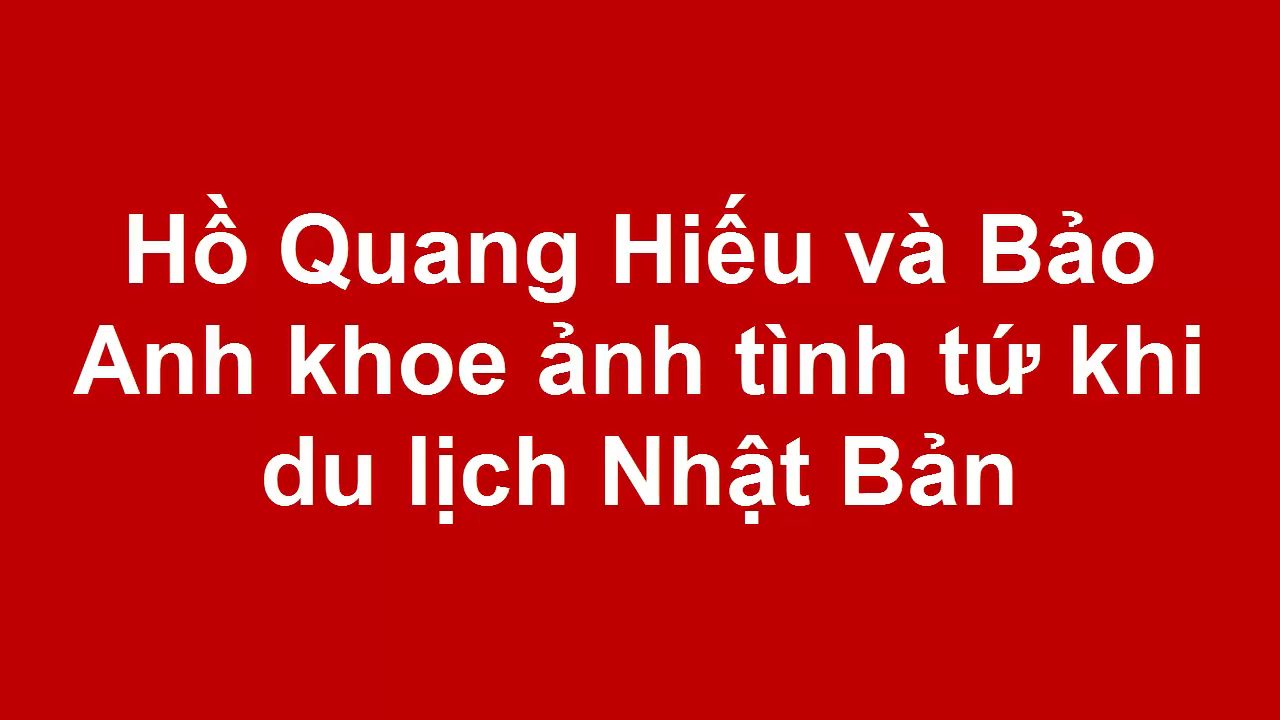 Hồ Quang Hiếu và Bảo
Anh khoe ảnh tình tứ khi
du lịch Nhật Bản